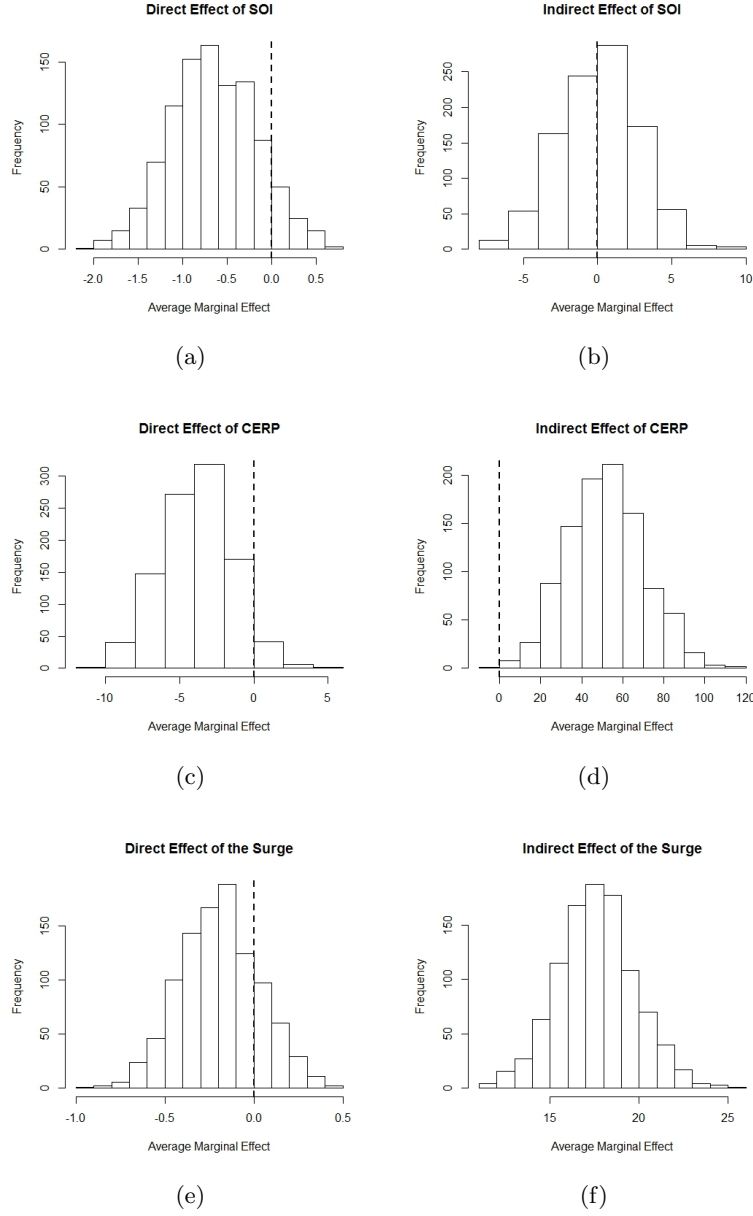 Direct Effect of SOI
Frequency
0 50 100 150
-2.0 -1.5 -1.0 -0.5 0.0 0.5
Average Marginal Effect
(a)
Indirect Effect of SOI
Frequency
0 50 100 150 200 250
-5 0 5 10
Average Marginal Effect
(b)
Direct Effect of CERP
Frequency
0 50 100 150 200 250 300
-10 -5 0 5
Average Marginal Effect
(c)
Indirect Effect of CERP
Frequency
0 50 100 150 200
0 20 40 60 80 100 120
Average Marginal Effect
(d)
Direct Effect of the Surge
Frequency
0 50 100 150
-1.0 -0.5 0.0 0.5
Average Marginal Effect
(e)
Indirect Effect of the Surge
Frequency
0 50 100 150
15 20 25
Average Marginal Effect
(f)